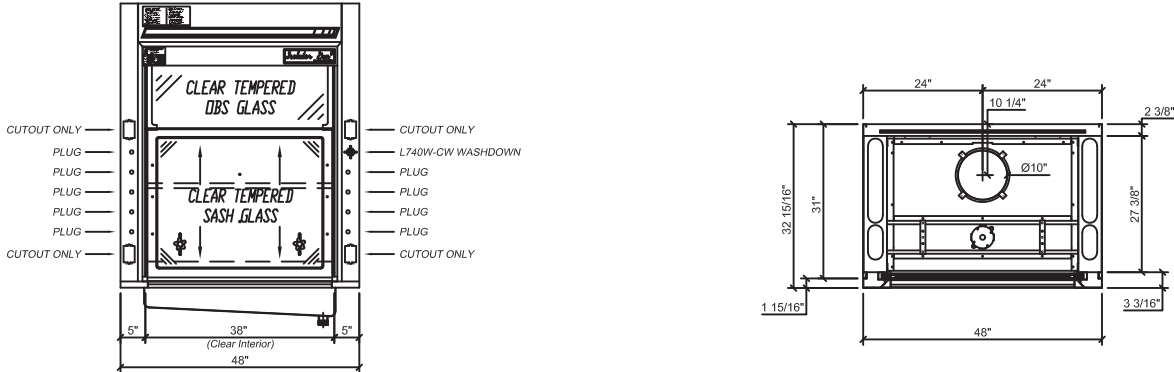 CLEAR TEMPERED
OBS GLASS
CUTOUT ONLY
PLUG
PLUG
PLUG
PLUG
PLUG
CUTOUT ONLY
CLEAR TEMPERED
SASH GLASS
CUTOUT ONLY
L740W-CW WASHDOWN
PLUG
PLUG
PLUG
PLUG
CUTOUT ONLY
5"
38"
5"
(Clear Interior)
48"
24"
24"
10 1/4"
2 3/8"
Ø10"
32 15/16"
31"
27 3/8"
1 15/16"
3 3/16"
48"